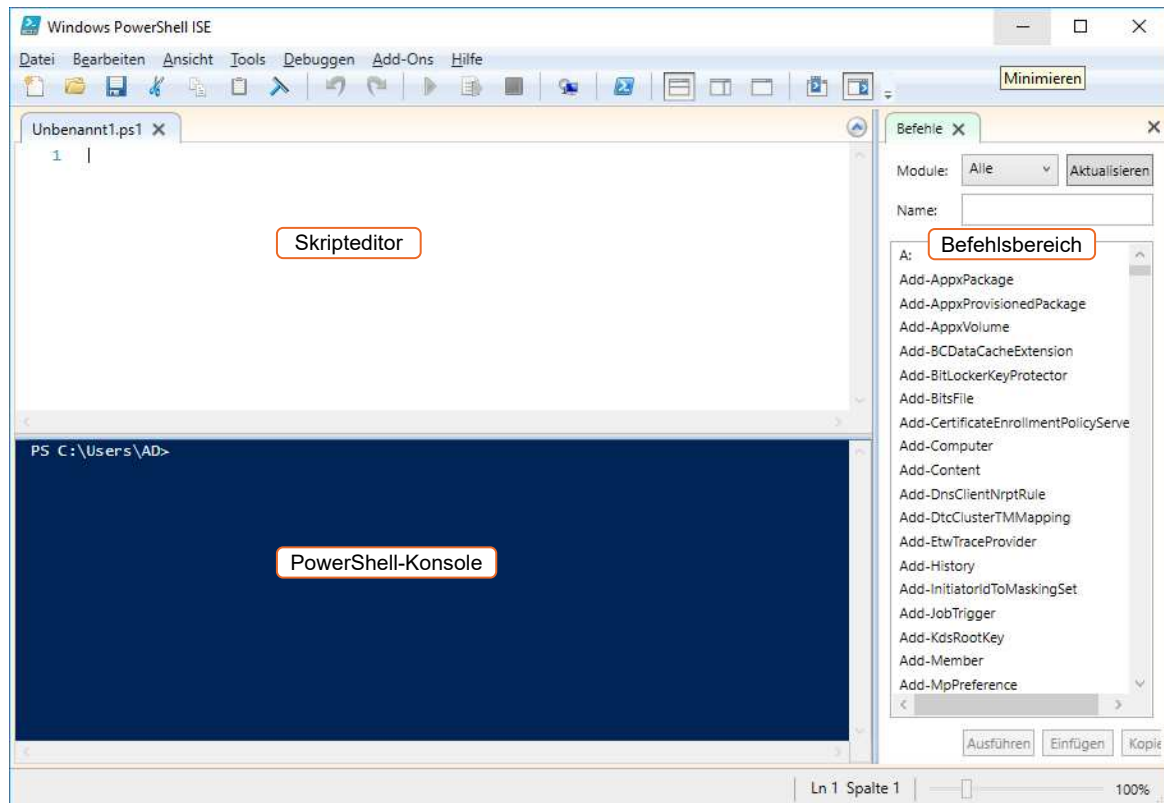 Windows PowerShell ISE
Datei Bearbeiten Ansicht Tools Debuggen Add-Ons Hilfe
Minimieren
Unbenannt1.ps1
1
Skripteditor
PS C:\Users\AD>
PowerShell-Konsole
Befehle
Module: Alle Aktualisieren
Name:
Befehlsbereich
A:
Add-AppxPackage
Add-AppxProvisionedPackage
Add-AppxVolume
Add-BCDataCacheExtension
Add-BitLockerKeyProtector
Add-BitsFile
Add-CertificateEnrollmentPolicyServe
Add-Computer
Add-Content
Add-DnsClientNrptRule
Add-DtcClusterTMMapping
Add-EtwTraceProvider
Add-History
Add-InitiatorIdToMaskingSet
Add-JobTrigger
Add-KdsRootKey
Add-Member
Add-MpPreference
Ausführen Einfügen Kopie
Ln 1 Spalte 1 100%